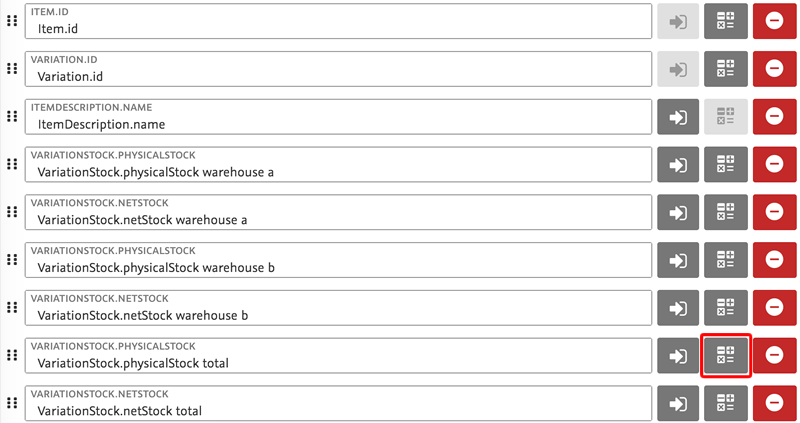 ITEM.ID
Item.id
VARIATION.ID
Variation.id
ITEMDESCRIPTION.NAME
ItemDescription.name
VARIATIONSTOCK.PHYSICALSTOCK
VariationStock.physicalStock warehouse a
VARIATIONSTOCK.NETSTOCK
VariationStock.netStock warehouse a
VARIATIONSTOCK.PHYSICALSTOCK
VariationStock.physicalStock warehouse b
VARIATIONSTOCK.NETSTOCK
VariationStock.netStock warehouse b
VARIATIONSTOCK.PHYSICALSTOCK
VariationStock.physicalStock total
VARIATIONSTOCK.NETSTOCK
VariationStock.netStock total